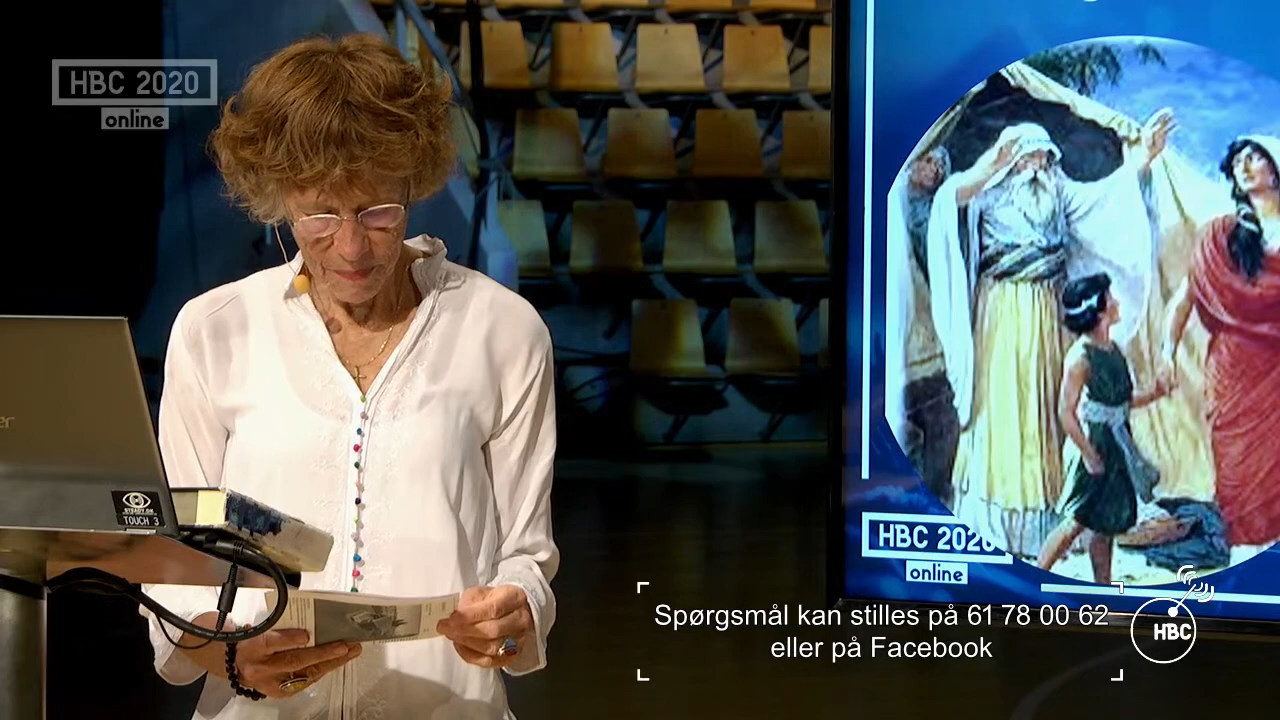 HBC 2020
online
STEADY ON
TOUCH 3
HBC 2020
online
Spørgsmål kan stilles på 61 78 00 62
eller på Facebook
HBC